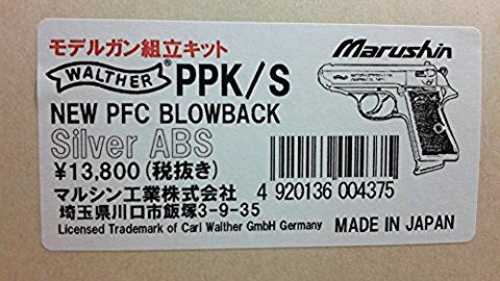 モデルガン組立キット
Marushin
WALTHER® PPK/S
NEW PFC BLOWBACK
Silver ABS
¥13,800(税抜き)
マルシン工業株式会社
4 920136 004375
埼玉県川口市飯塚3-9-35
MADE IN JAPAN
Licensed Trademark of Carl Walther GmbH Germany